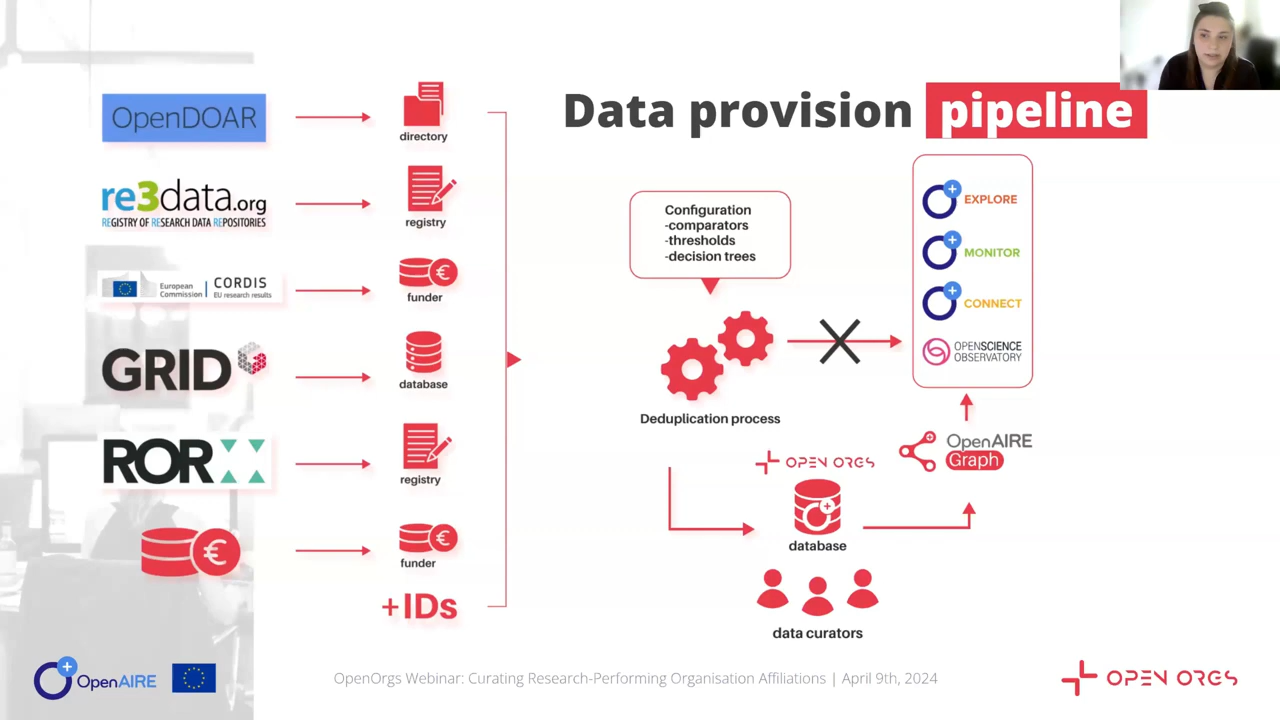 Data provision pipeline
OpenDOAR
directory
re3data.org
REGISTRY OF RESEARCH DATA REPOSITORIES
registry
European
Commission
CORDIS
EU research results
funder
GRID
database
ROR
registry
€
funder
+IDs
Configuration
-comparators
-thresholds
-decision trees
Deduplication process
EXPLORE
MONITOR
CONNECT
OPENSCIENCE
OBSERVATORY
OpenAIRE
Graph
OPEN ORGS
database
data curators
OpenAIRE
OpenOrgs Webinar: Curating Research-Performing Organisation Affiliations | April 9th, 2024
OPEN ORGS